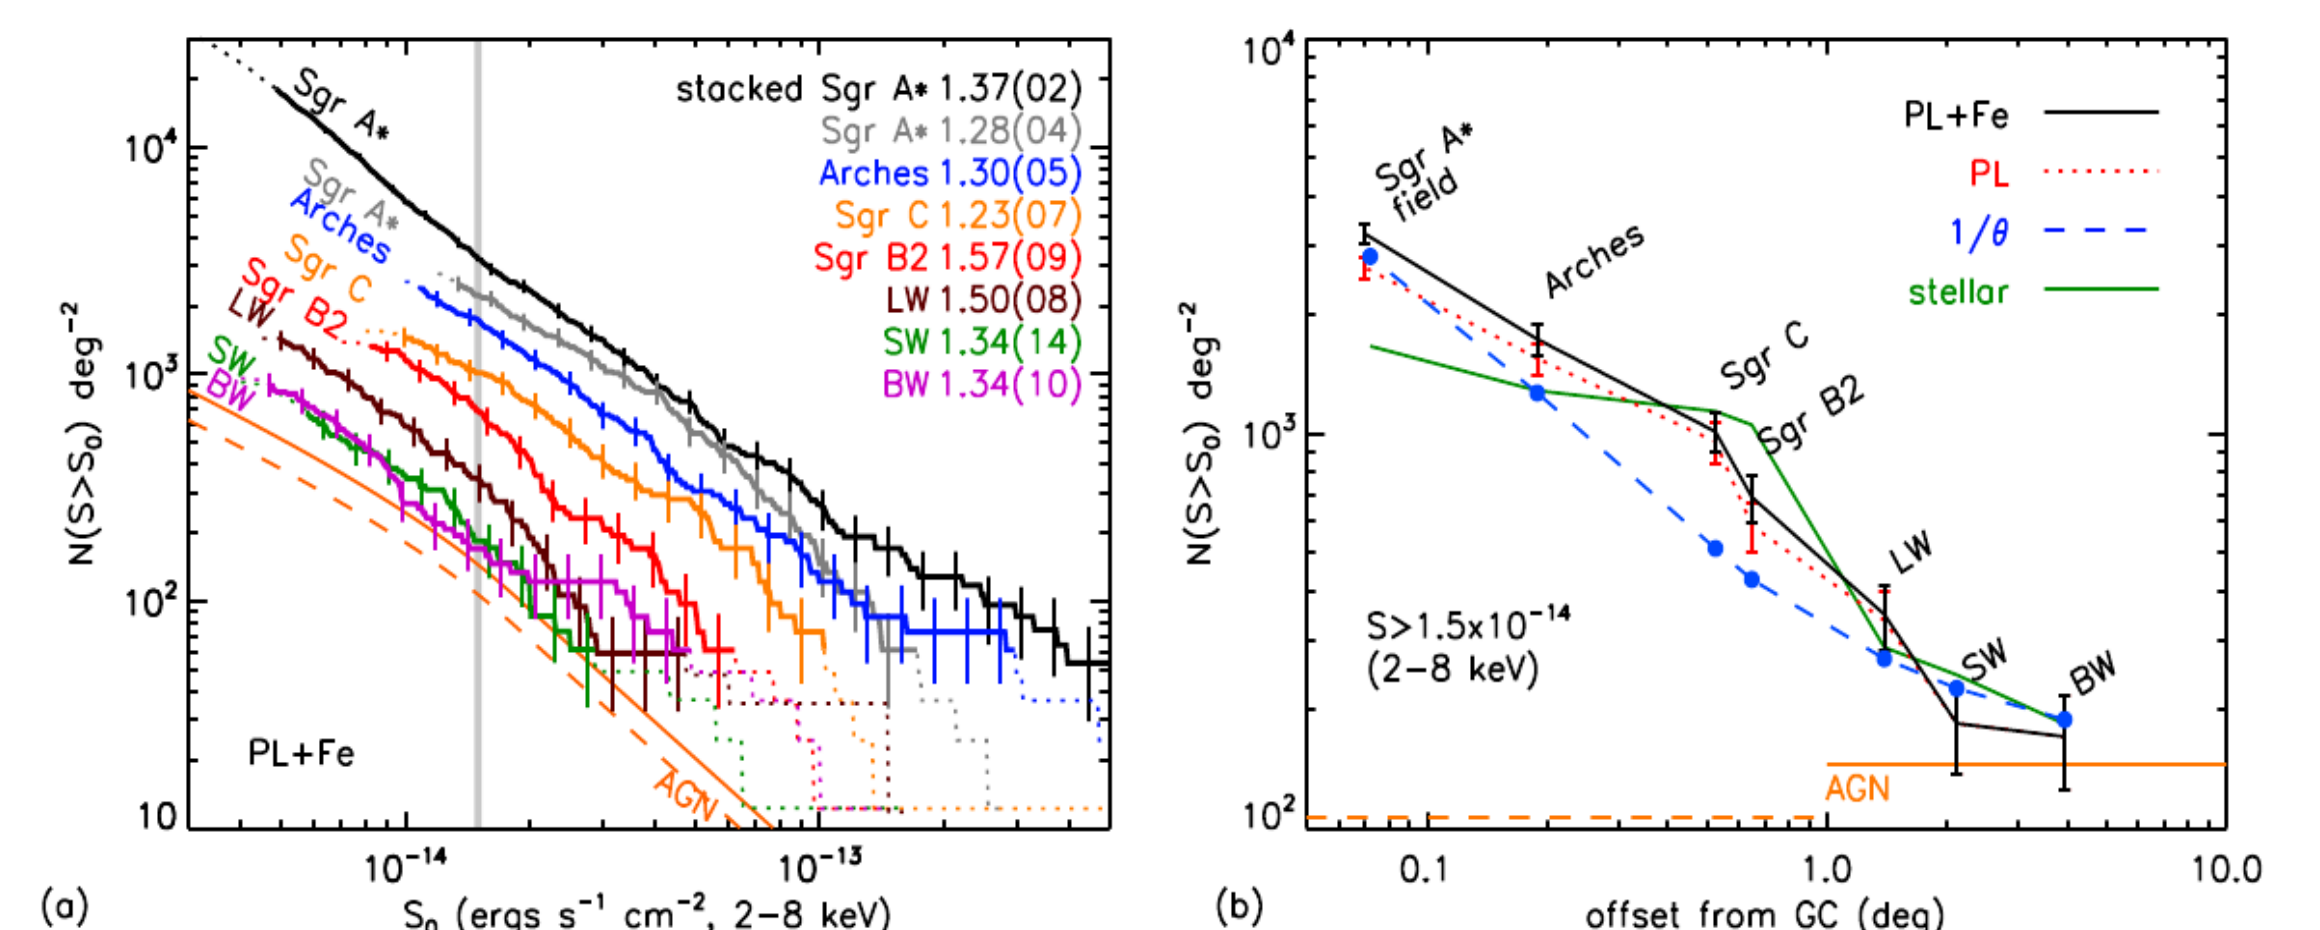 Sgr A*
Sgr A*
Arches
Sgr C
Sgr B2
LW
SW
BW
stacked Sgr A* 1.37(02)
Sgr A* 1.28(04)
Arches 1.30(05)
Sgr C 1.23(07)
Sgr B2 1.57(09)
LW 1.50(08)
SW 1.34(14)
BW 1.34(10)
PL+Fe
AGN
N(S>S₀) deg⁻²
10⁴
10³
10²
10
10⁻¹⁴
10⁻¹³
S₀ (ergs s⁻¹ cm⁻², 2−8 keV)
(a)
N(S>S₀) deg⁻²
10⁴
10³
10²
PL+Fe
PL
1/θ
stellar
Sgr A*
field
Arches
Sgr C
Sgr B2
LW
SW
BW
S>1.5x10⁻¹⁴
(2−8 keV)
AGN
0.1
1.0
10.0
offset from GC (deg)
(b)